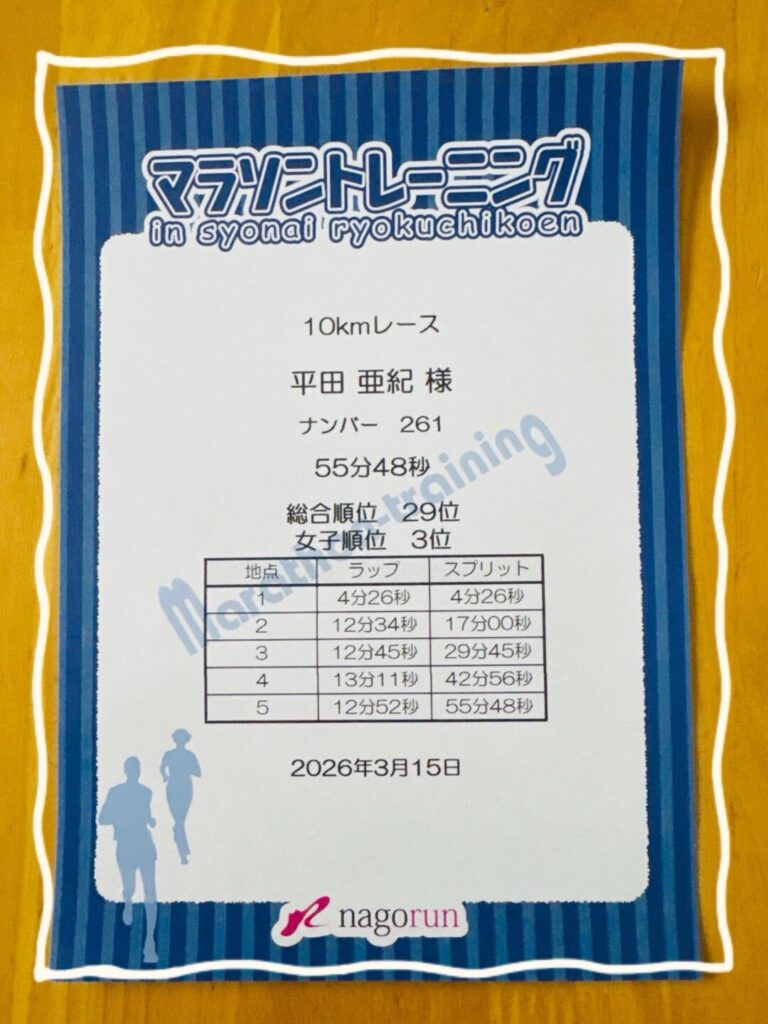 マラソントレーニング
in syonai ryokuchikoen
10kmレース
平田 亜紀 様
ナンバー 261
55分48秒
総合順位 29位
女子順位 3位
Marathon-training
地点 ラップ スプリット
1 4分26秒 4分26秒
2 12分34秒 17分00秒
3 12分45秒 29分45秒
4 13分11秒 42分56秒
5 12分52秒 55分48秒
2026年3月15日
nagorun